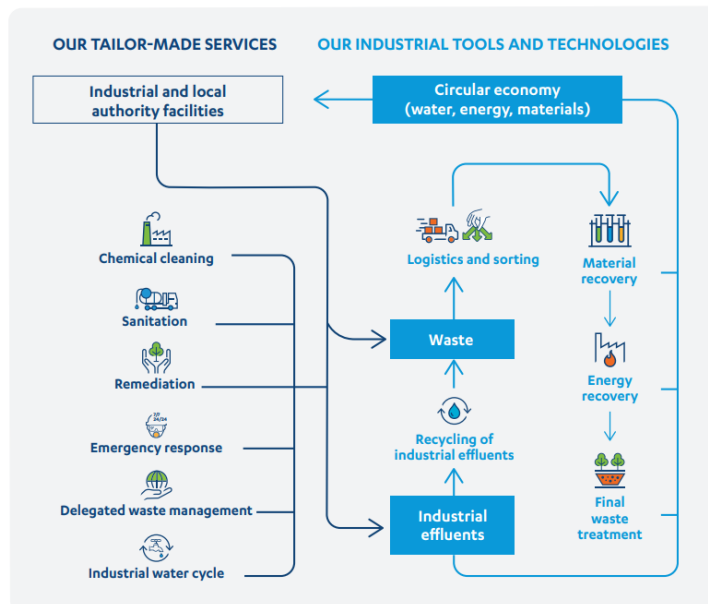 OUR TAILOR-MADE SERVICES
OUR INDUSTRIAL TOOLS AND TECHNOLOGIES
Industrial and local
authority facilities
Circular economy
(water, energy, materials)
Chemical cleaning
Sanitation
Remediation
Emergency response
Delegated waste management
Industrial water cycle
Logistics and sorting
Waste
Recycling of
industrial effluents
Industrial
effluents
Material
recovery
Energy
recovery
Final
waste
treatment